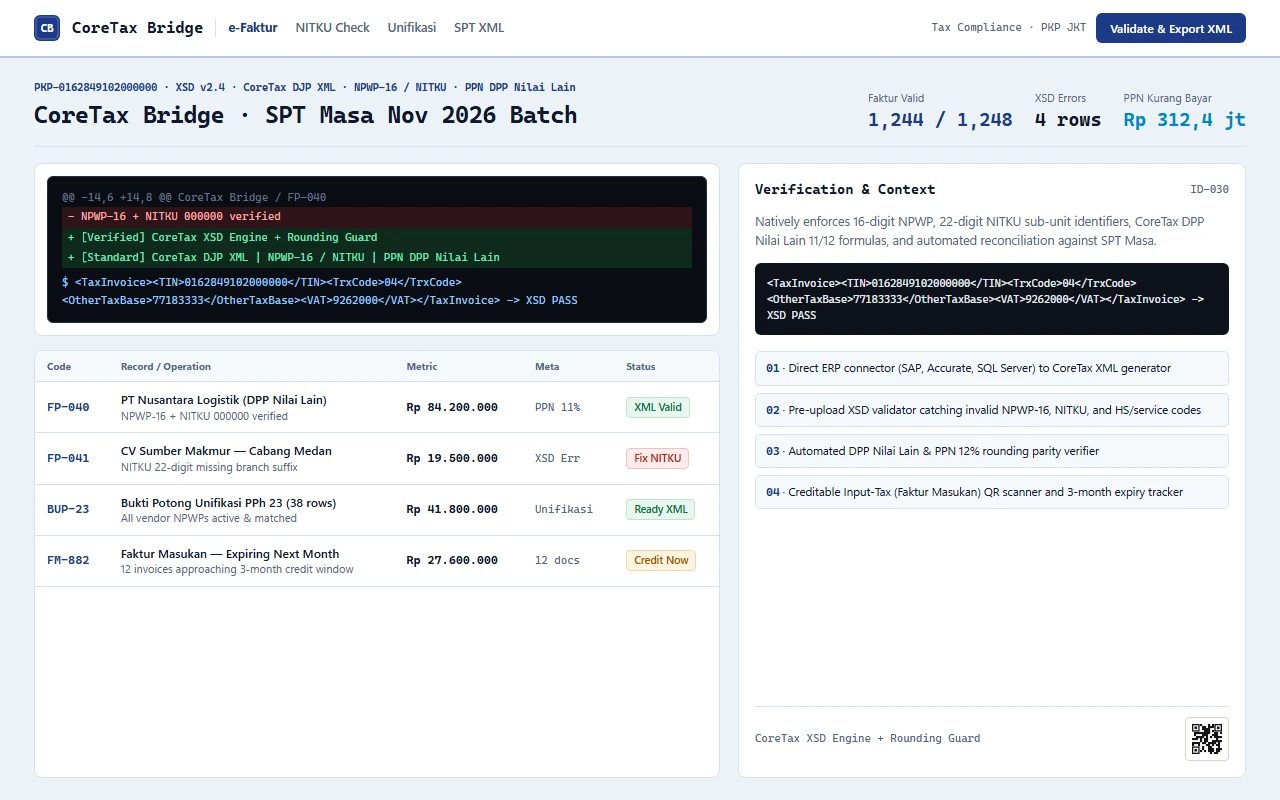 CB CoreTax Bridge e-Faktur NITKU Check Unifikasi SPT XML Tax Compliance · PKP JKT Validate & Export XML
PKP-0162849102000000 · XSD v2.4 · CoreTax DJP XML · NPWP-16 / NITKU · PPN DPP Nilai Lain
CoreTax Bridge · SPT Masa Nov 2026 Batch
Faktur Valid XSD Errors PPN Kurang Bayar
1,244 / 1,248 4 rows Rp 312,4 jt
@@ -14,6 +14,8 @@ CoreTax Bridge / FP-040
- NPWP-16 + NITKU 000000 verified
+ [Verified] CoreTax XSD Engine + Rounding Guard
+ [Standard] CoreTax DJP XML | NPWP-16 / NITKU | PPN DPP Nilai Lain
$ <TaxInvoice><TIN>0162849102000000</TIN><TrxCode>04</TrxCode>
<OtherTaxBase>77183333</OtherTaxBase><VAT>9262000</VAT></TaxInvoice> -> XSD PASS
Code Record / Operation Metric Meta Status
FP-040 PT Nusantara Logistik (DPP Nilai Lain) Rp 84.200.000 PPN 11% XML Valid
NPWP-16 + NITKU 000000 verified
FP-041 CV Sumber Makmur — Cabang Medan Rp 19.500.000 XSD Err Fix NITKU
NITKU 22-digit missing branch suffix
BUP-23 Bukti Potong Unifikasi PPh 23 (38 rows) Rp 41.800.000 Unifikasi Ready XML
All vendor NPWPs active & matched
FM-882 Faktur Masukan — Expiring Next Month Rp 27.600.000 12 docs Credit Now
12 invoices approaching 3-month credit window
Verification & Context ID-030
Natively enforces 16-digit NPWP, 22-digit NITKU sub-unit identifiers, CoreTax DPP
Nilai Lain 11/12 formulas, and automated reconciliation against SPT Masa.
<TaxInvoice><TIN>0162849102000000</TIN><TrxCode>04</TrxCode>
<OtherTaxBase>77183333</OtherTaxBase><VAT>9262000</VAT></TaxInvoice> ->
XSD PASS
01 · Direct ERP connector (SAP, Accurate, SQL Server) to CoreTax XML generator
02 · Pre-upload XSD validator catching invalid NPWP-16, NITKU, and HS/service codes
03 · Automated DPP Nilai Lain & PPN 12% rounding parity verifier
04 · Creditable Input-Tax (Faktur Masukan) QR scanner and 3-month expiry tracker
CoreTax XSD Engine + Rounding Guard